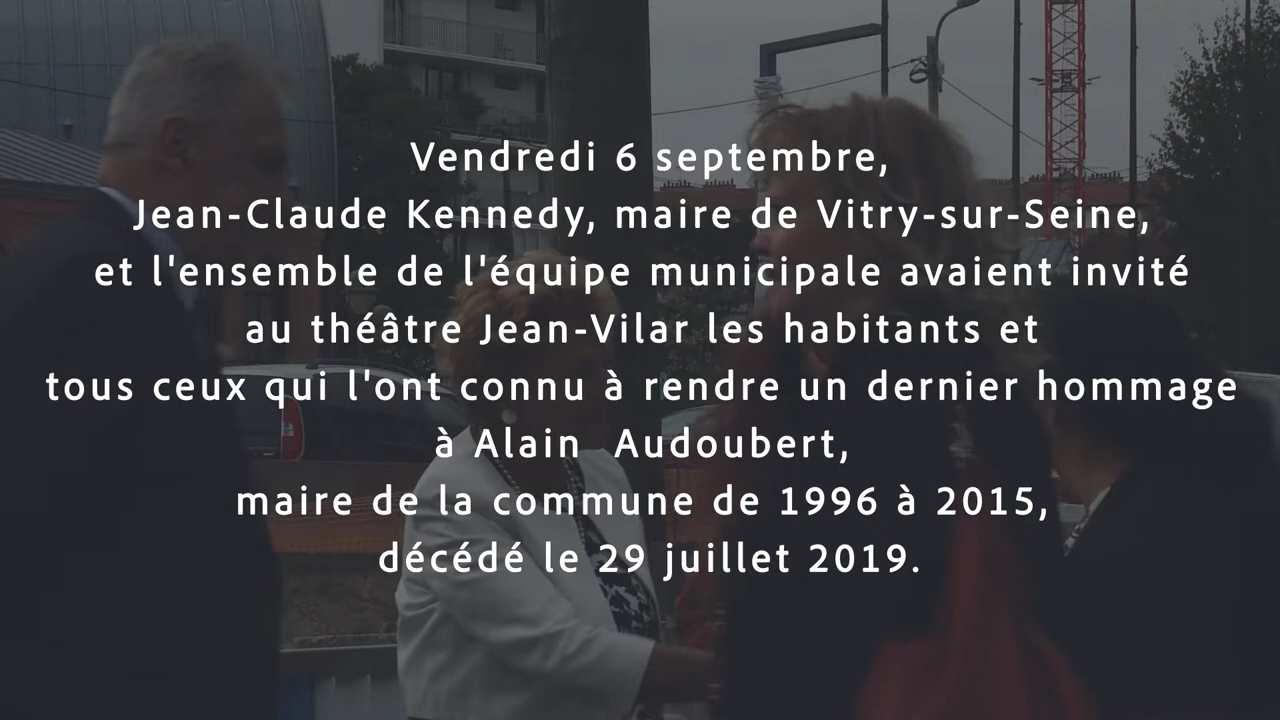 Vendredi 6 septembre,
Jean-Claude Kennedy, maire de Vitry-sur-Seine,
et l'ensemble de l'équipe municipale avaient invité
au théâtre Jean-Vilar les habitants et
tous ceux qui l'ont connu à rendre un dernier hommage
à Alain  Audoubert,
maire de la commune de 1996 à 2015,
décédé le 29 juillet 2019.